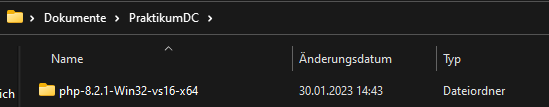 Dokumente > PraktikumDC >
Name Änderungsdatum Typ
ich php-8.2.1-Win32-vs16-x64 30.01.2023 14:43 Dateiordner